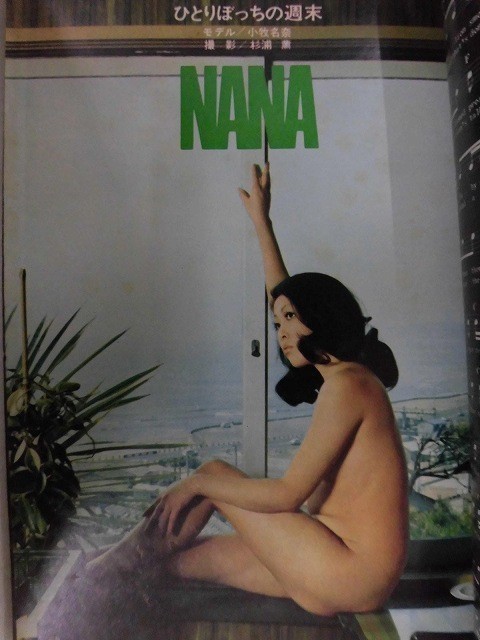 ひとりぼっちの週末
モデル／小牧名奈
撮 影／杉浦 薫
NANA